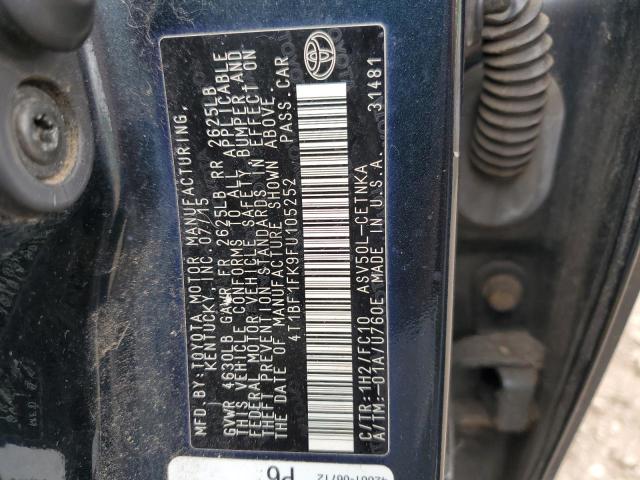 MFD. BY: TOYOTA MOTOR MANUFACTURING,
KENTUCKY, INC. 07/15
GVWR 4630LB GAWR FR 2625LB RR 2625LB
THIS VEHICLE CONFORMS TO ALL APPLICABLE
FEDERAL MOTOR VEHICLE SAFETY, BUMPER AND
THEFT PREVENTION STANDARDS IN EFFECT ON
THE DATE OF MANUFACTURE SHOWN ABOVE.
4T1BF1FK9FU105252 PASS. CAR
C/TR: 1H2/FC10 ASV50L-CETNKA
A/TM: -01A/U760E MADE IN U.S.A. 31481
42661-06712
P6